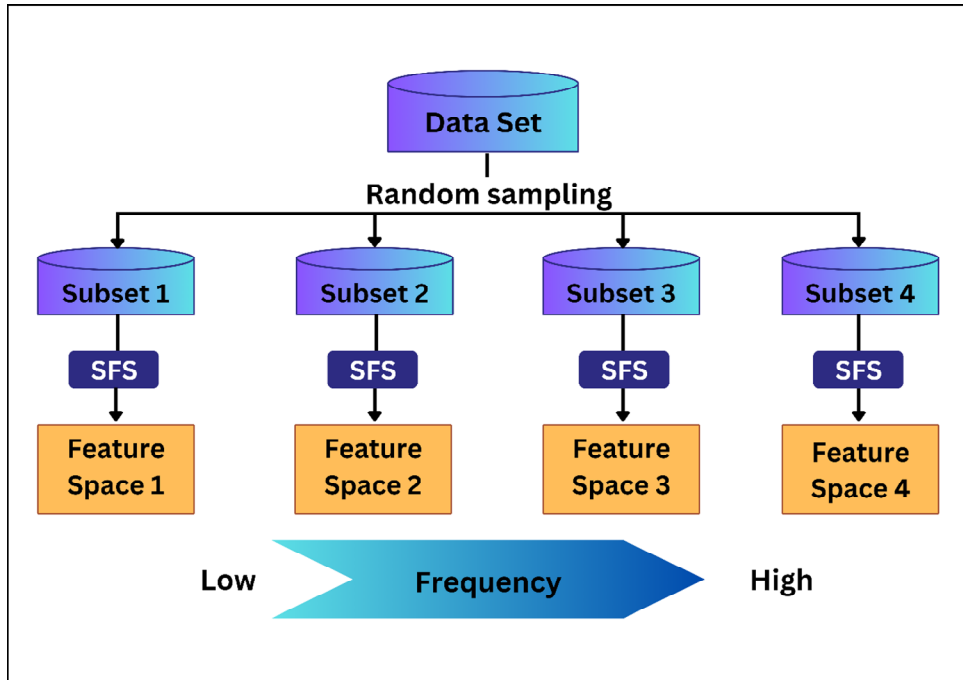 Data Set
Random sampling
Subset 1
Subset 2
Subset 3
Subset 4
SFS
SFS
SFS
SFS
Feature
Space 1
Feature
Space 2
Feature
Space 3
Feature
Space 4
Low
Frequency
High